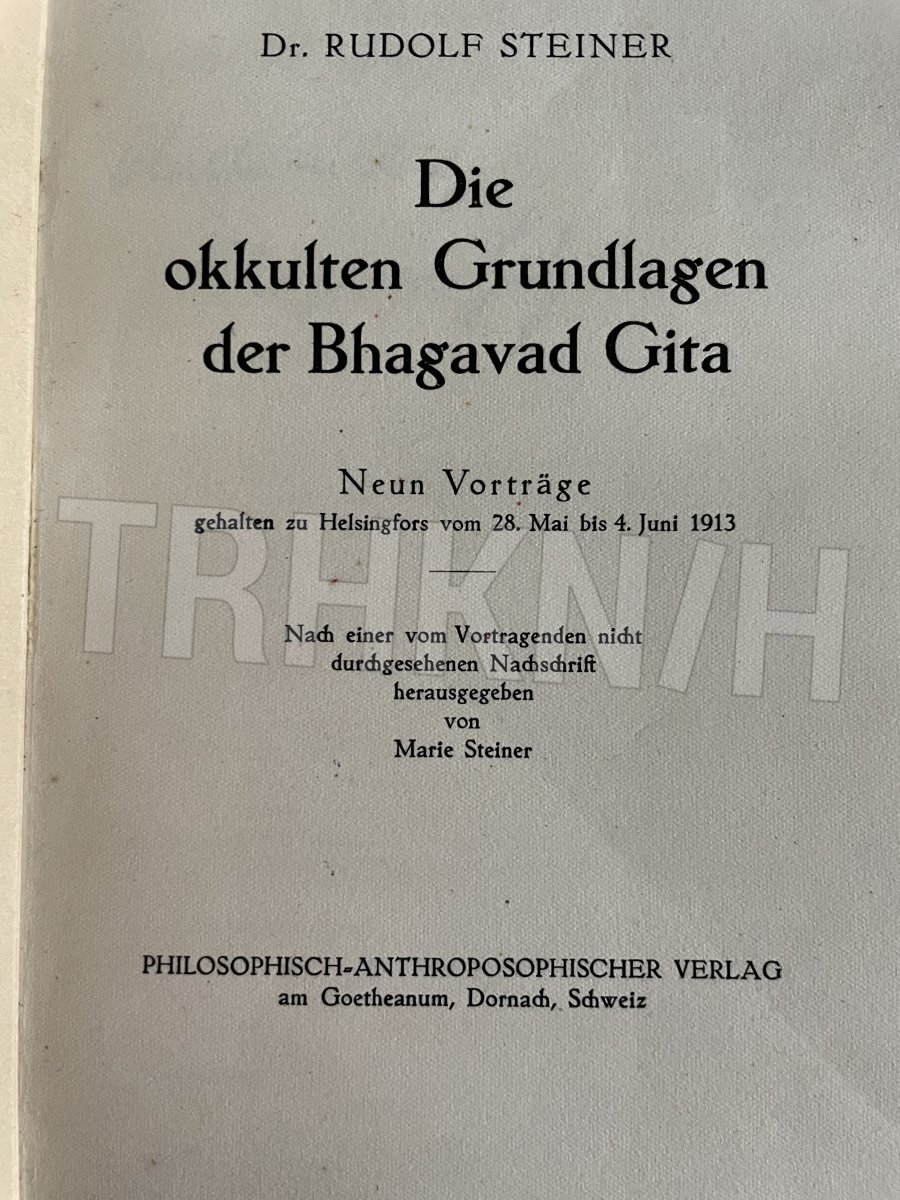 Dr. RUDOLF STEINER
Die
okkulten Grundlagen
der Bhagavad Gita
Neun Vorträge
gehalten zu Helsingfors vom 28. Mai bis 4. Juni 1913
TRHKN/H
Nach einer vom Vortragenden nicht
durchgesehenen Nachschrift
herausgegeben
von
Marie Steiner
PHILOSOPHISCH-ANTHROPOSOPHISCHER VERLAG
am Goetheanum, Dornach, Schweiz